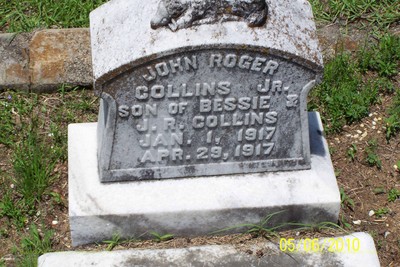 JOHN ROGER
COLLINS JR.
SON OF BESSIE &
J. R. COLLINS
JAN. 1, 1917
APR. 29, 1917
05/06/2010